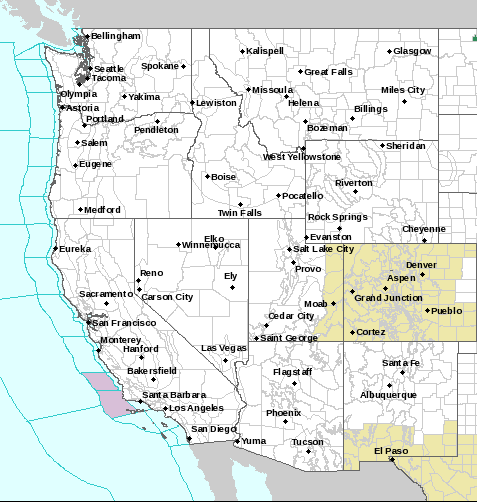 Bellingham
Kalispell
Glasgow
Spokane
Seattle
Great Falls
Tacoma
Olympia
Yakima
Lewiston
Missoula
Helena
Miles City
Astoria
Billings
Portland
Pendleton
Bozeman
Salem
West Yellowstone
Sheridan
Eugene
Boise
Riverton
Pocatello
Medford
Twin Falls
Rock Springs
Cheyenne
Eureka
Elko
Winnemucca
Evanston
Salt Lake City
Reno
Ely
Provo
Denver
Aspen
Sacramento
Carson City
Moab
Grand Junction
Pueblo
San Francisco
Cedar City
Cortez
Monterey
Hanford
Las Vegas
Saint George
Bakersfield
Flagstaff
Santa Fe
Santa Barbara
Albuquerque
Los Angeles
Phoenix
San Diego
Yuma
Tucson
El Paso